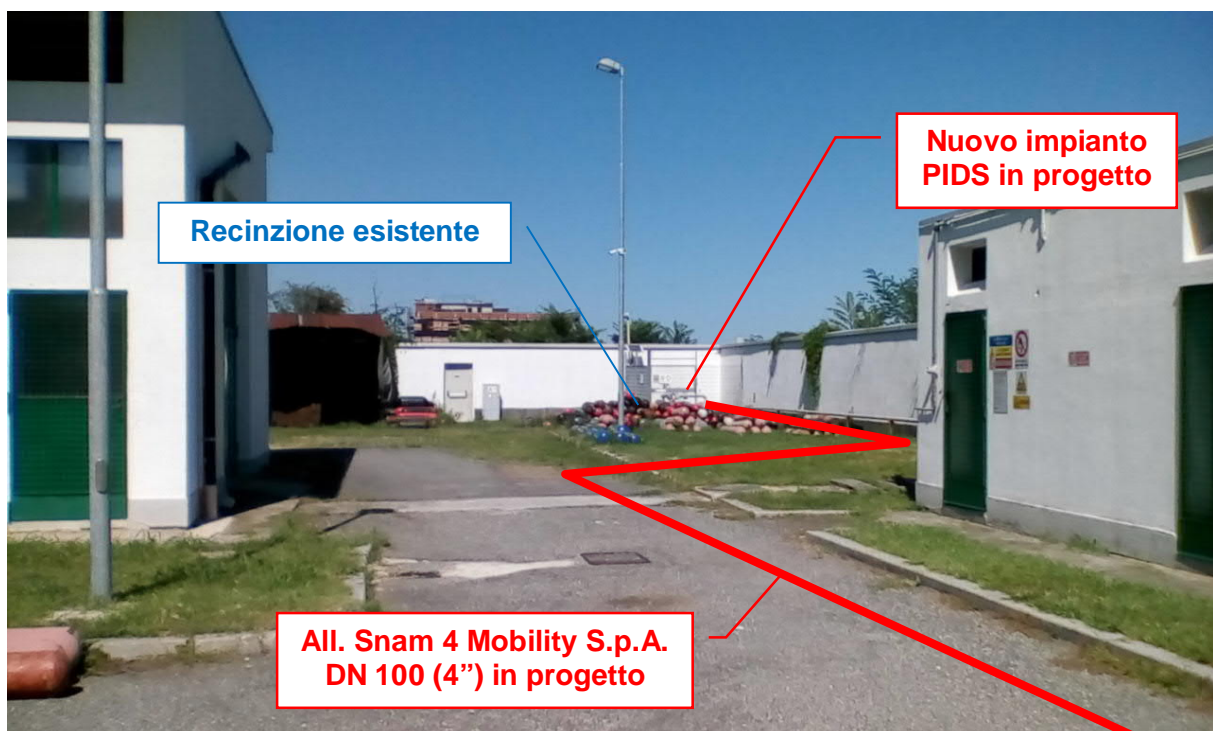 Nuovo impianto
PIDS in progetto
Recinzione esistente
All. Snam 4 Mobility S.p.A.
DN 100 (4”) in progetto